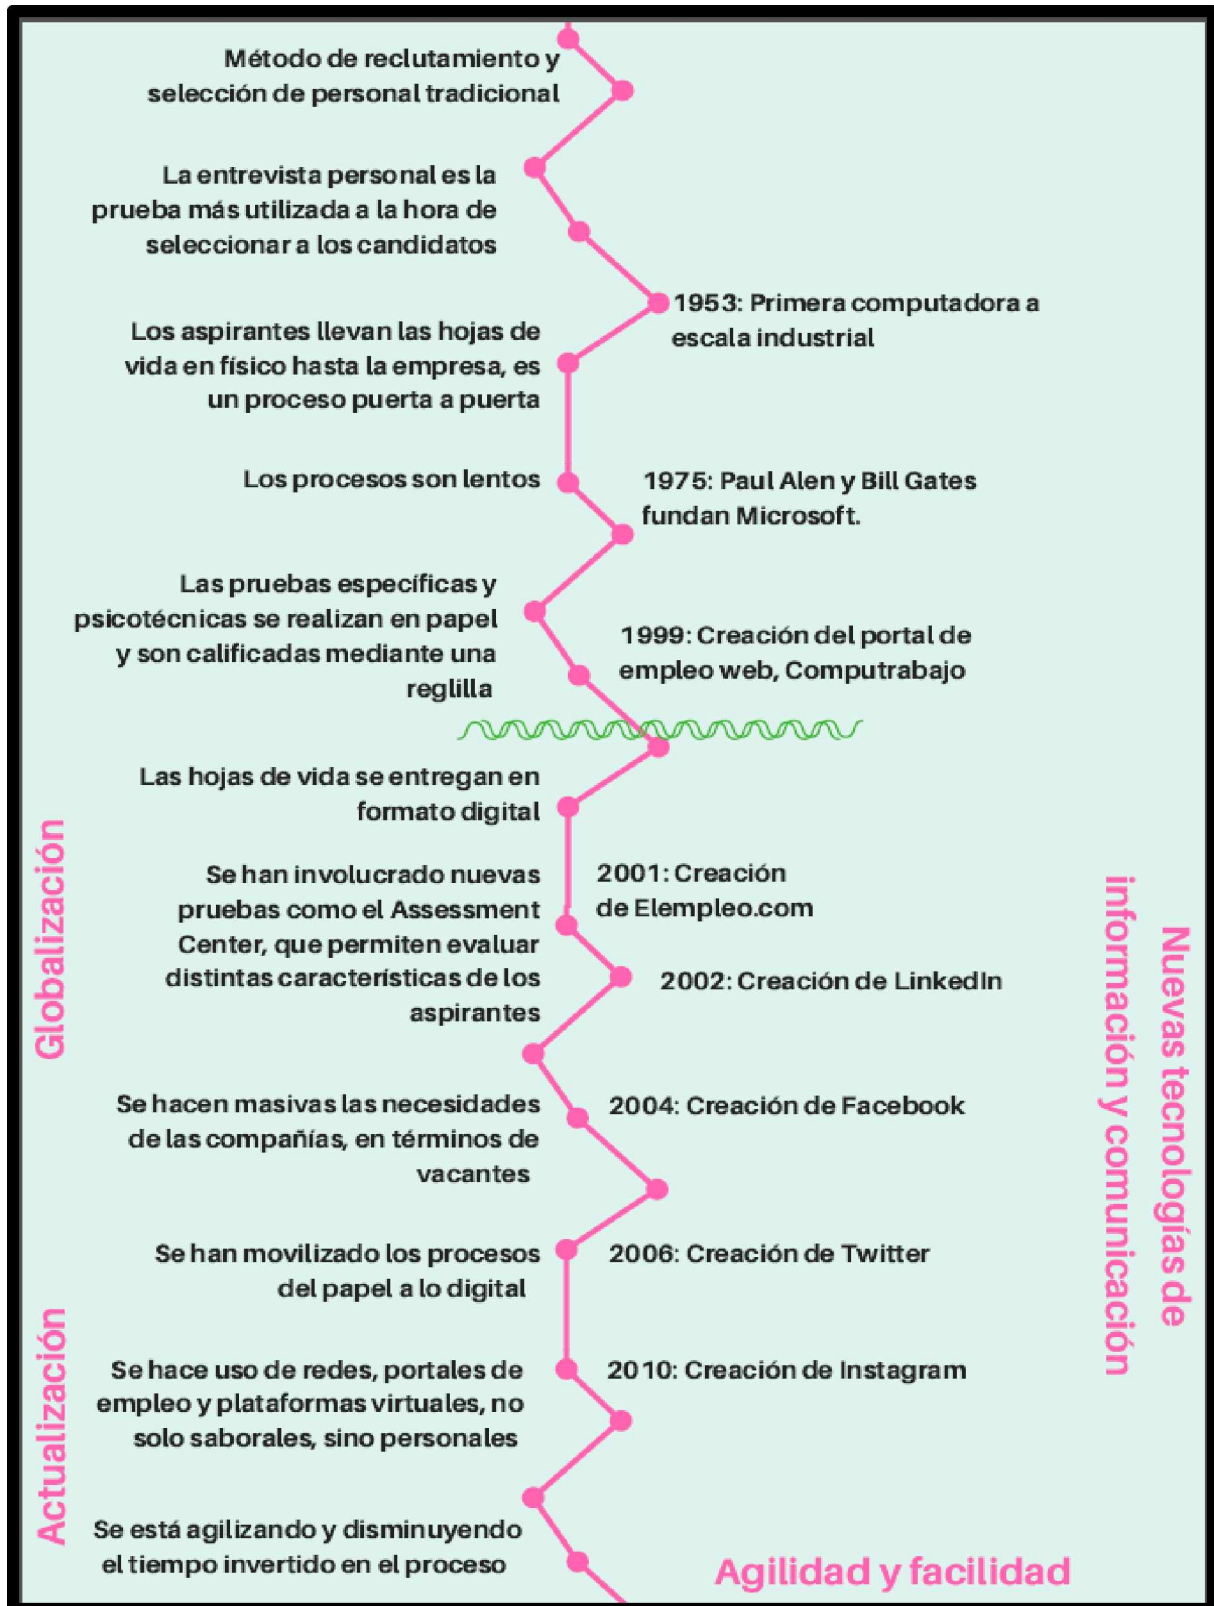 Método de reclutamiento y
selección de personal tradicional
La entrevista personal es la
prueba más utilizada a la hora de
seleccionar a los candidatos
1953: Primera computadora a
escala industrial
Los aspirantes llevan las hojas de
vida en físico hasta la empresa, es
un proceso puerta a puerta
Los procesos son lentos
1975: Paul Alen y Bill Gates
fundan Microsoft.
Las pruebas específicas y
psicotécnicas se realizan en papel
y son calificadas mediante una
reglilla
1999: Creación del portal de
empleo web, Computrabajo
Las hojas de vida se entregan en
formato digital
Globalización
Se han involucrado nuevas
pruebas como el Assessment
Center, que permiten evaluar
distintas características de los
aspirantes
2001: Creación
de Elempleo.com
2002: Creación de LinkedIn
Nuevas tecnologías de
información y comunicación
Se hacen masivas las necesidades
de las compañías, en términos de
vacantes
2004: Creación de Facebook
Se han movilizado los procesos
del papel a lo digital
2006: Creación de Twitter
Actualización
Se hace uso de redes, portales de
empleo y plataformas virtuales, no
solo saborales, sino personales
2010: Creación de Instagram
Se está agilizando y disminuyendo
el tiempo invertido en el proceso
Agilidad y facilidad